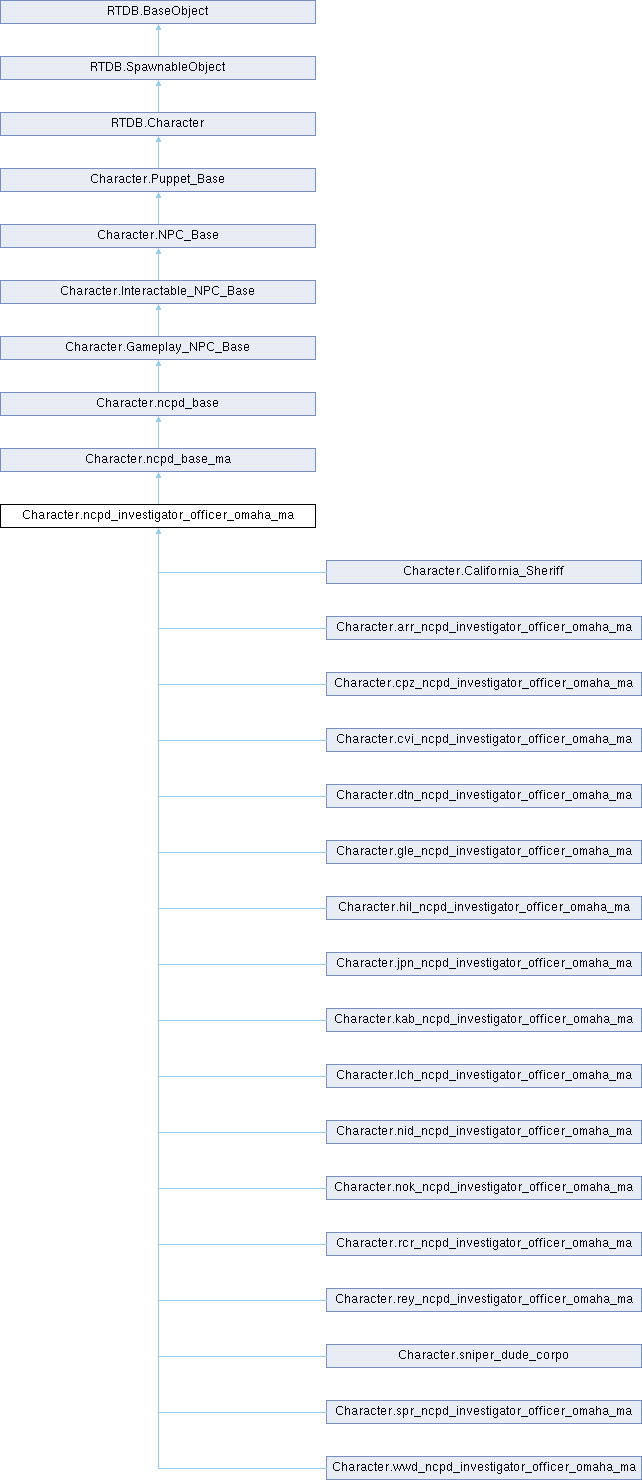 RTDB.BaseObject
RTDB.SpawnableObject
RTDB.Character
Character.Puppet_Base
Character.NPC_Base
Character.Interactable_NPC_Base
Character.Gameplay_NPC_Base
Character.ncpd_base
Character.ncpd_base_ma
Character.ncpd_investigator_officer_omaha_ma
Character.California_Sheriff
Character.arr_ncpd_investigator_officer_omaha_ma
Character.cpz_ncpd_investigator_officer_omaha_ma
Character.cvi_ncpd_investigator_officer_omaha_ma
Character.dtn_ncpd_investigator_officer_omaha_ma
Character.gle_ncpd_investigator_officer_omaha_ma
Character.hil_ncpd_investigator_officer_omaha_ma
Character.jpn_ncpd_investigator_officer_omaha_ma
Character.kab_ncpd_investigator_officer_omaha_ma
Character.lch_ncpd_investigator_officer_omaha_ma
Character.nid_ncpd_investigator_officer_omaha_ma
Character.nok_ncpd_investigator_officer_omaha_ma
Character.rcr_ncpd_investigator_officer_omaha_ma
Character.rey_ncpd_investigator_officer_omaha_ma
Character.sniper_dude_corpo
Character.spr_ncpd_investigator_officer_omaha_ma
Character.wwd_ncpd_investigator_officer_omaha_ma